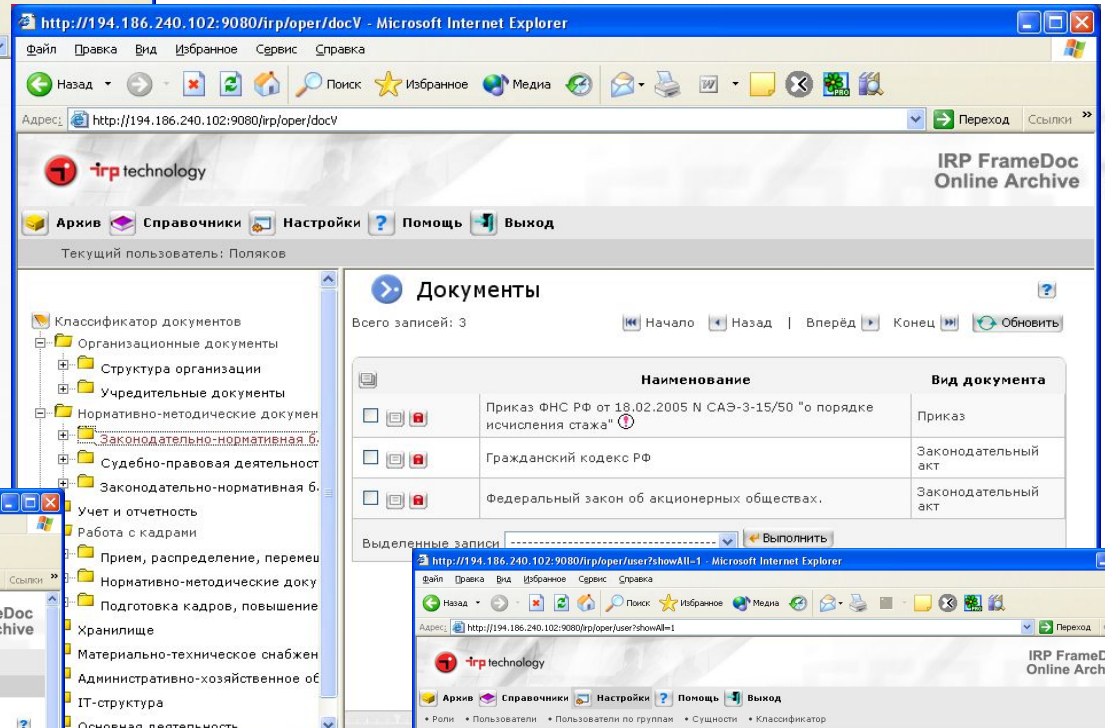 http://194.186.240.102:9080/irp/oper/docV - Microsoft Internet Explorer
Файл Правка Вид Избранное Сервис Справка
Назад Поиск Избранное Медиа
Адрес: http://194.186.240.102:9080/irp/oper/docV Переход Ссылки »
irp technology
IRP FrameDoc
Online Archive
Архив Справочники Настройки ? Помощь Выход
Текущий пользователь: Поляков
Классификатор документов
Организационные документы
Структура организации
Учредительные документы
Нормативно-методические докумен
Законодательно-нормативная б
Судебно-правовая деятельност
Законодательно-нормативная б
Учет и отчетность
Работа с кадрами
Прием, распределение, перемещ
Нормативно-методические доку
Подготовка кадров, повышение
Хранилище
Материально-техническое снабжен
Административно-хозяйственное об
IT-структура
Основная деятельность
Документы
?
Всего записей: 3 Начало Назад | Вперёд Конец Обновить
Наименование Вид документа
Приказ ФНС РФ от 18.02.2005 N САЭ-3-15/50 "о порядке
исчисления стажа"
Приказ
Гражданский кодекс РФ
Законодательный
акт
Федеральный закон об акционерных обществах.
Законодательный
акт
Выделенные записи ----------------------------------- Выполнить
Ссылки »
eDoc
chive
?
http://194.186.240.102:9080/irp/oper/user?showAll=1 - Microsoft Internet Explorer
Файл Правка Вид Избранное Сервис Справка
Назад Поиск Избранное Медиа
Адрес: http://194.186.240.102:9080/irp/oper/user?showAll=1 Переход
irp technology
IRP FrameD
Online Arch
Архив Справочники Настройки ? Помощь Выход
• Роли • Пользователи • Пользователи по группам • Сущности • Классификатор